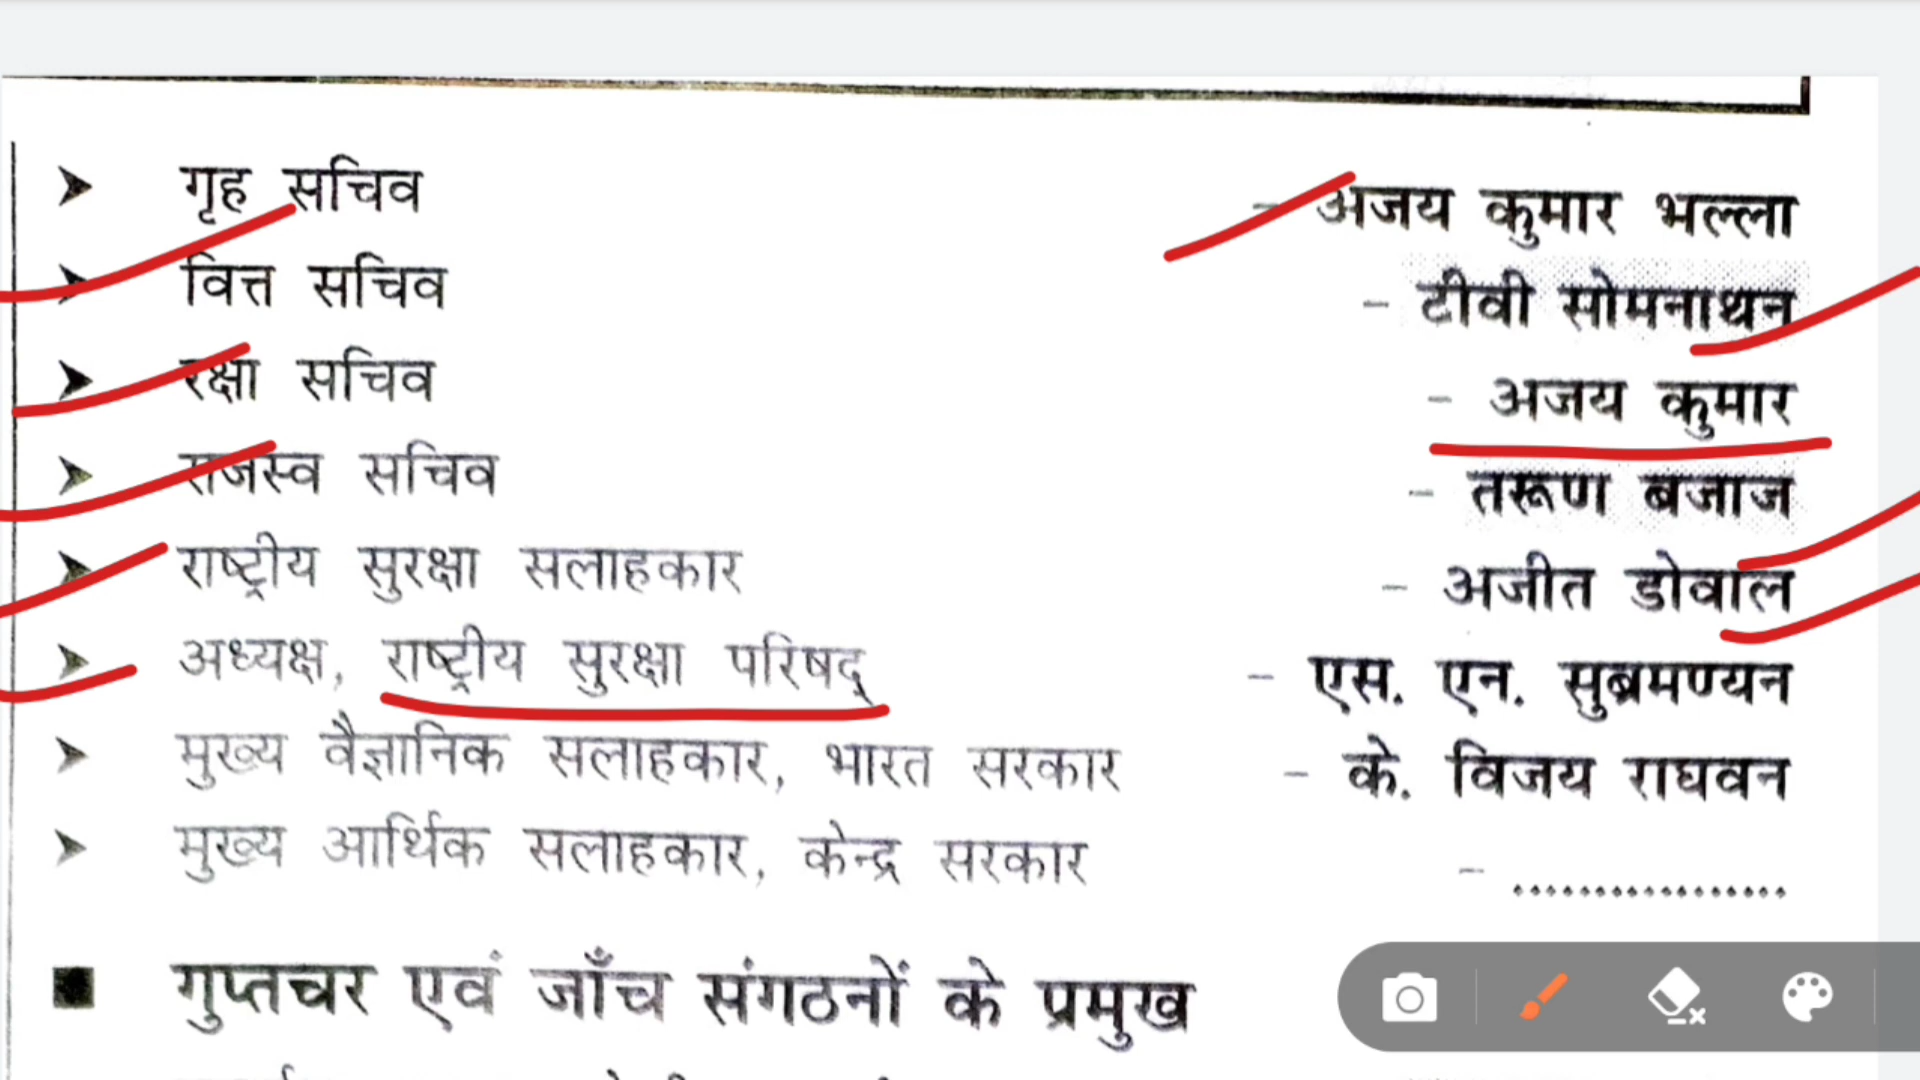 ➤ गृह सचिव – अजय कुमार भल्ला
➤ वित्त सचिव – टीवी सोमनाथन
➤ रक्षा सचिव – अजय कुमार
➤ राजस्व सचिव – तरूण बजाज
➤ राष्ट्रीय सुरक्षा सलाहकार – अजीत डोवाल
➤ अध्यक्ष, राष्ट्रीय सुरक्षा परिषद् – एस. एन. सुब्रमण्यन
➤ मुख्य वैज्ञानिक सलाहकार, भारत सरकार – के. विजय राघवन
➤ मुख्य आर्थिक सलाहकार, केन्द्र सरकार – .................
■ गुप्तचर एवं जाँच संगठनों के प्रमुख